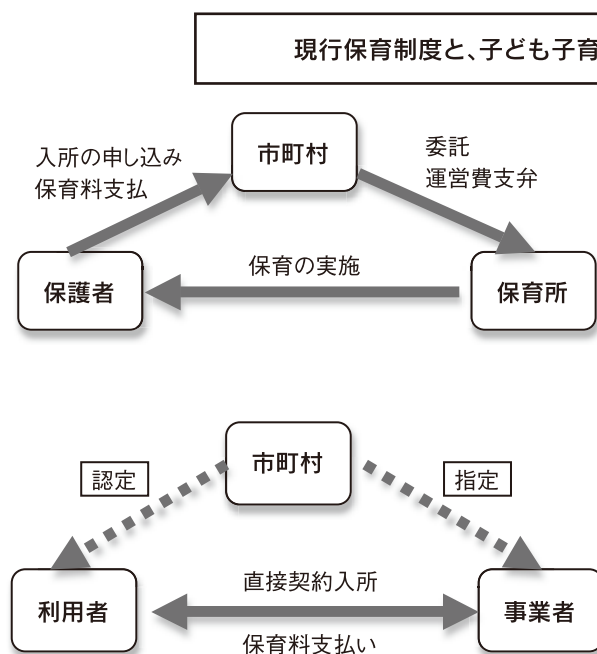 現行保育制度と、子ども子育
市町村
入所の申し込み
保育料支払
委託
運営費支弁
保護者
保育の実施
保育所
市町村
認定
指定
利用者
直接契約入所
保育料支払い
事業者